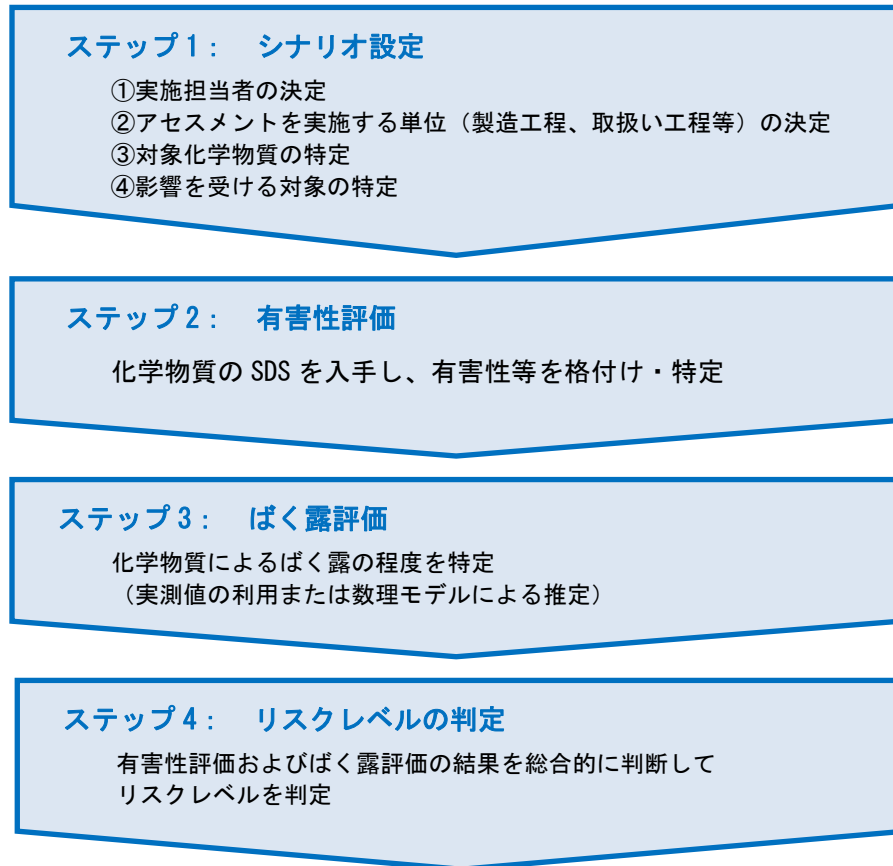 ステップ1： シナリオ設定
①実施担当者の決定
②アセスメントを実施する単位（製造工程、取扱い工程等）の決定
③対象化学物質の特定
④影響を受ける対象の特定
ステップ2： 有害性評価
化学物質の SDS を入手し、有害性等を格付け・特定
ステップ3： ばく露評価
化学物質によるばく露の程度を特定
（実測値の利用または数理モデルによる推定）
ステップ4： リスクレベルの判定
有害性評価およびばく露評価の結果を総合的に判断して
リスクレベルを判定